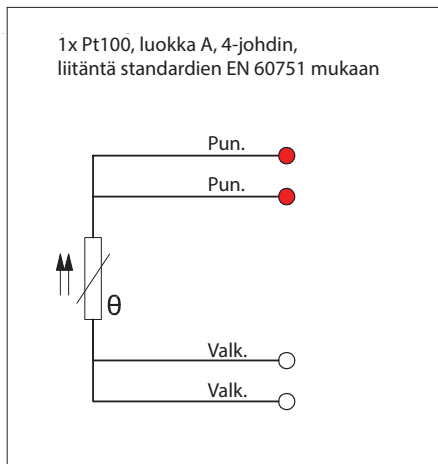 1x Pt100, luokka A, 4-johdin,
liitäntä standardien EN 60751 mukaan
Pun.
Pun.
θ
Valk.
Valk.